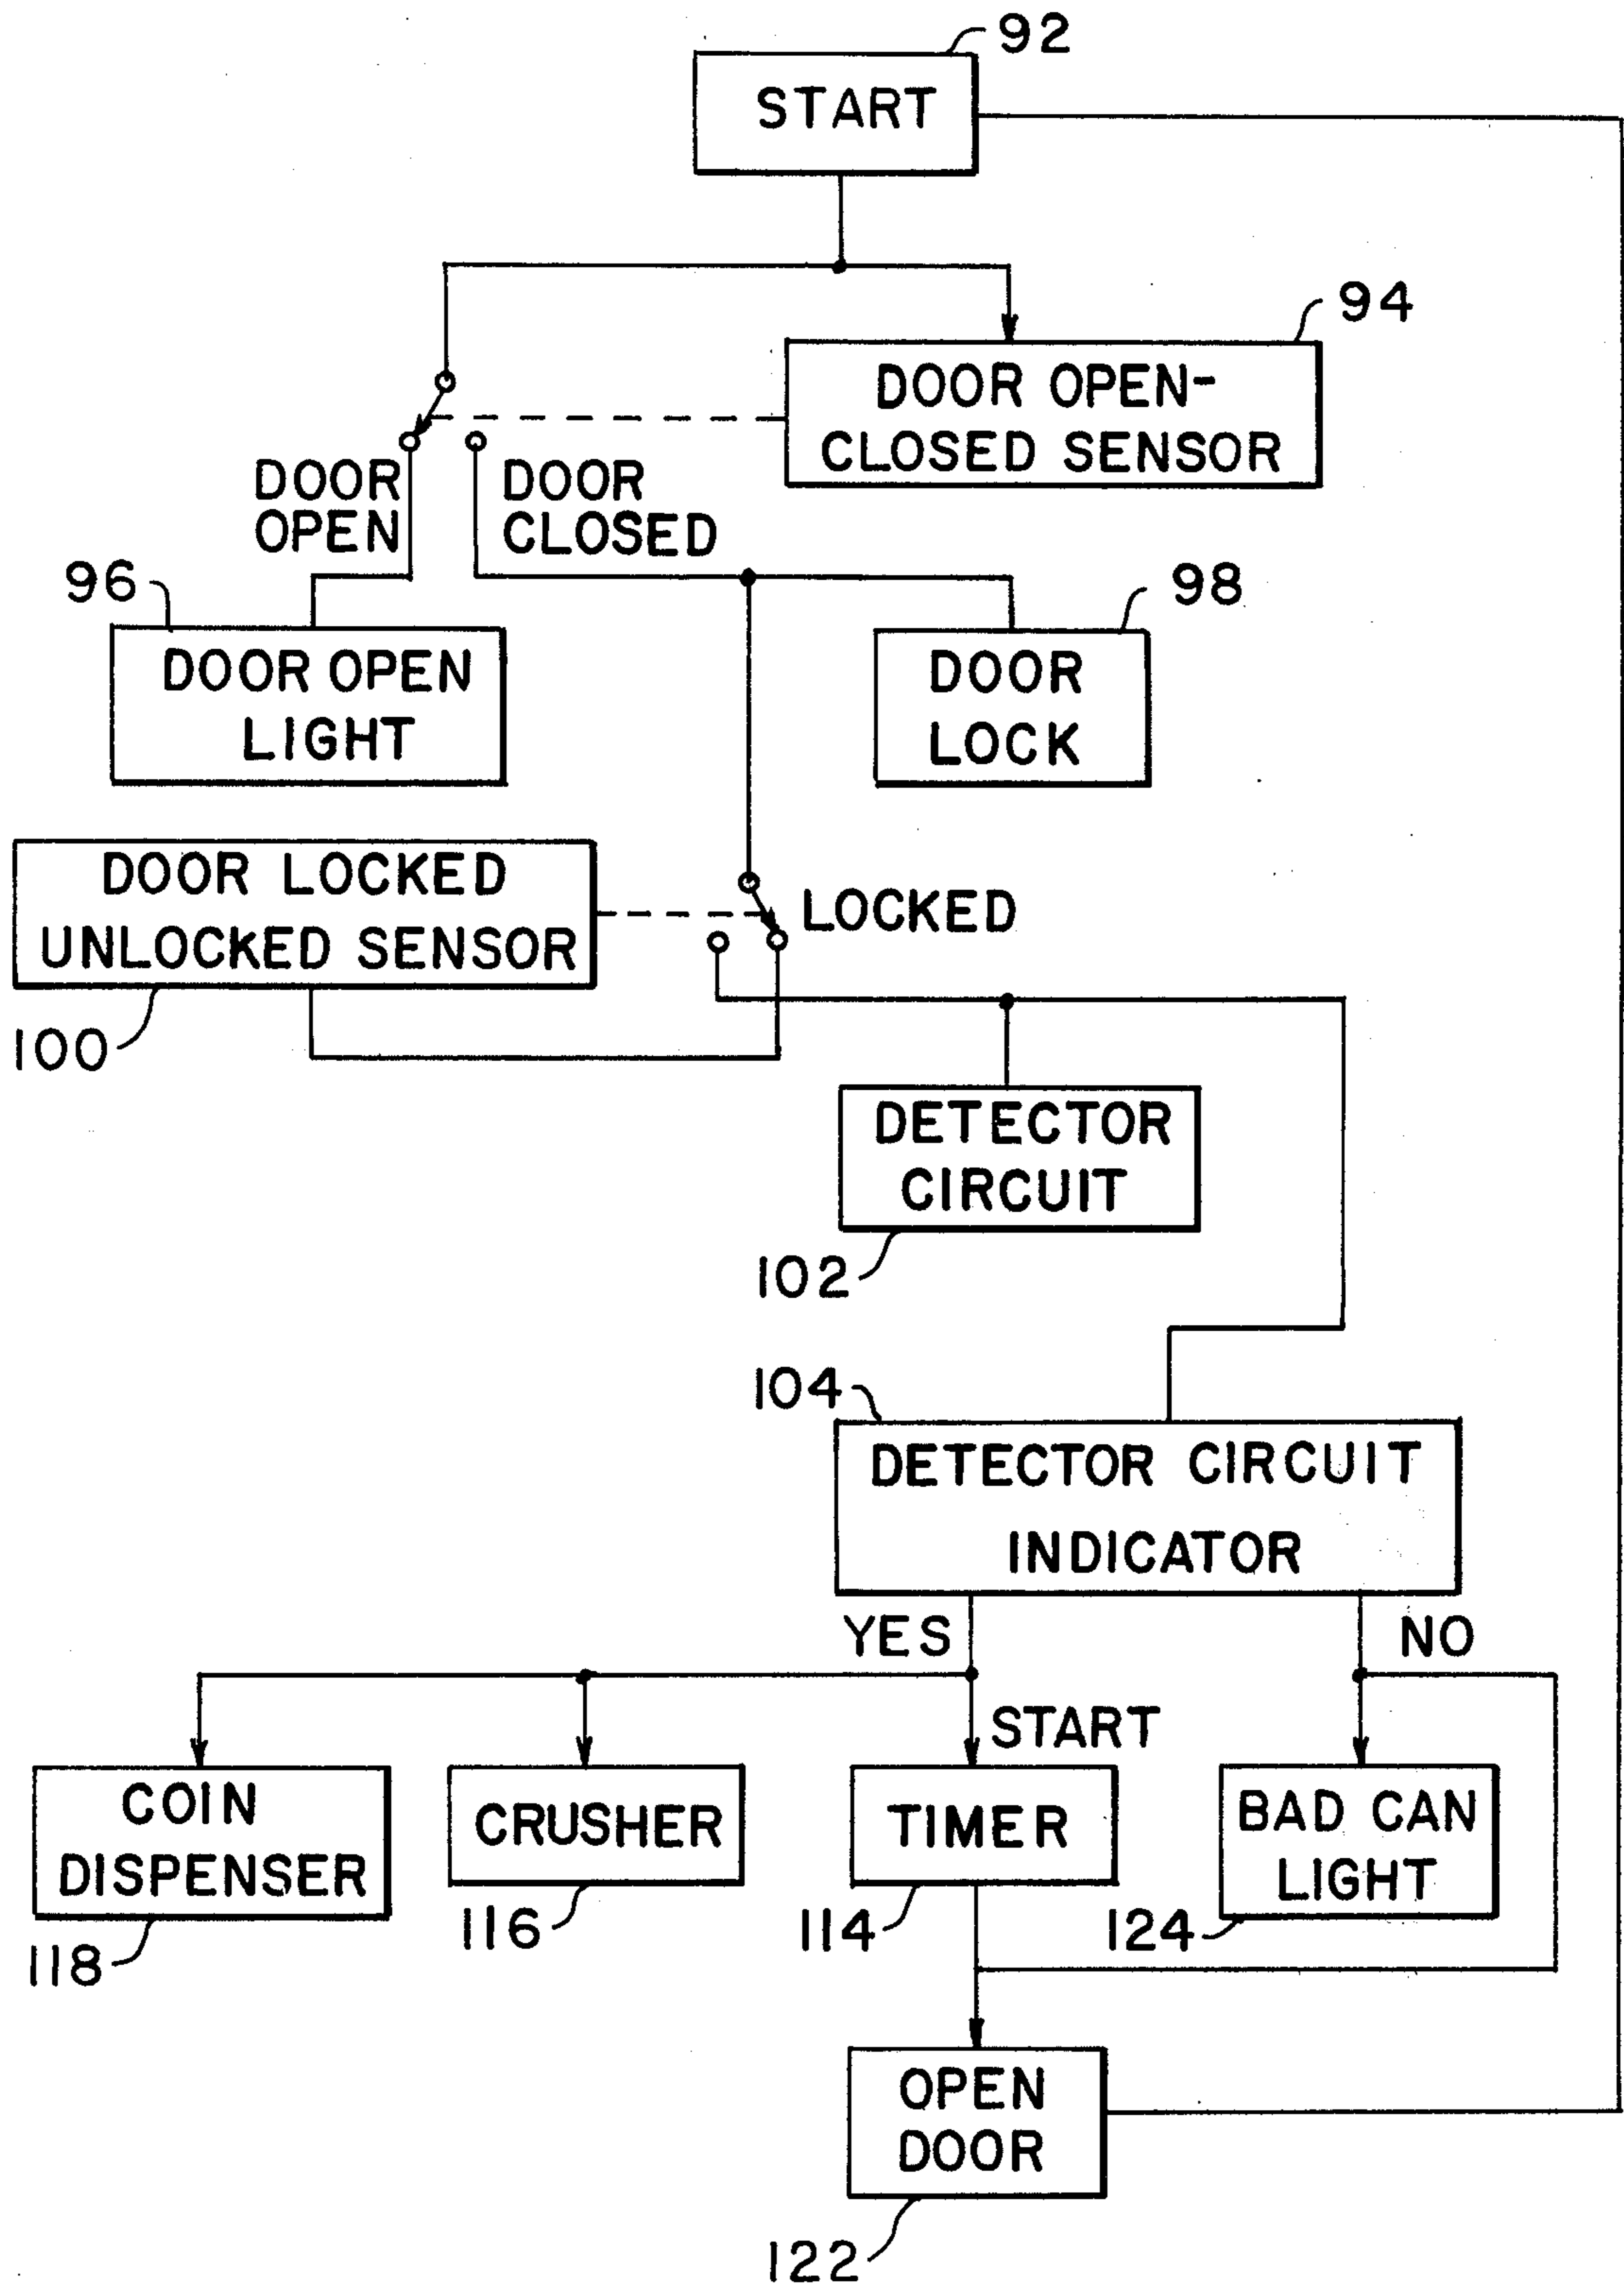 92
START
94
DOOR OPEN-
CLOSED SENSOR
DOOR
OPEN
DOOR
CLOSED
96
98
DOOR OPEN
LIGHT
DOOR
LOCK
DOOR LOCKED
UNLOCKED SENSOR
LOCKED
100
DETECTOR
CIRCUIT
102
104
DETECTOR CIRCUIT
INDICATOR
YES
NO
START
COIN
DISPENSER
CRUSHER
TIMER
BAD CAN
LIGHT
118
116
114
124
OPEN
DOOR
122